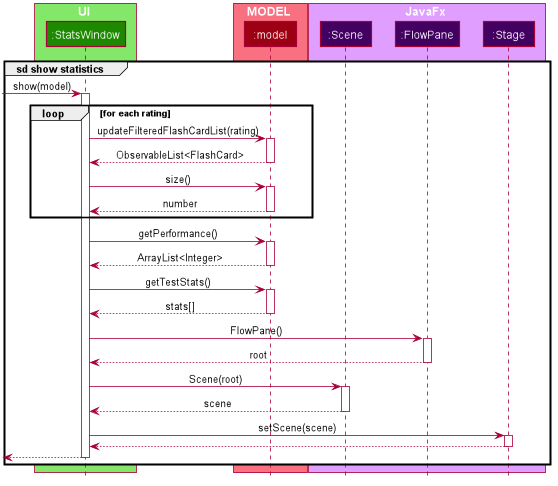 UI MODEL JavaFx
:StatsWindow :model :Scene :FlowPane :Stage
sd show statistics
show(model)
loop [for each rating]
updateFilteredFlashCardList(rating)
ObservableList<FlashCard>
size()
number
getPerformance()
ArrayList<Integer>
getTestStats()
stats[]
FlowPane()
root
Scene(root)
scene
setScene(scene)